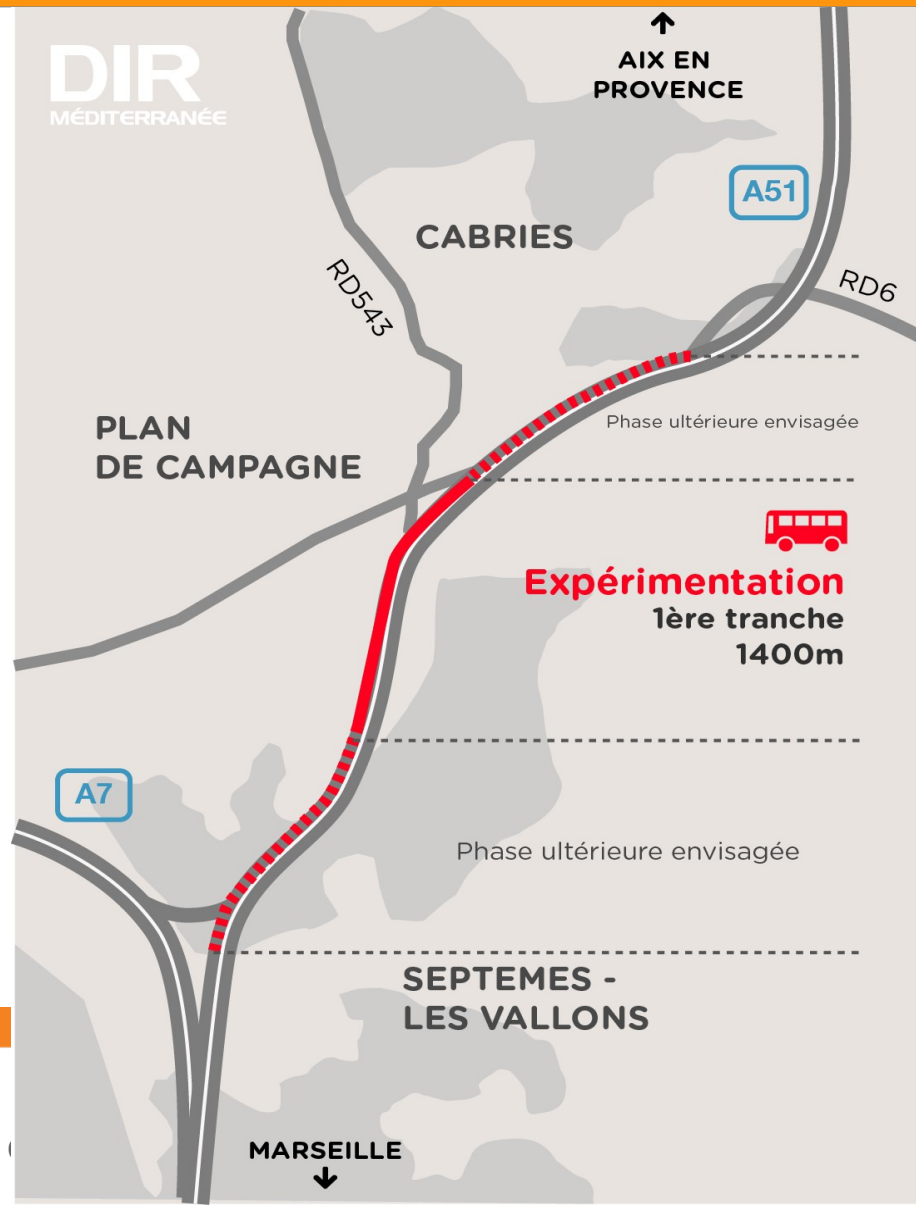 DIR
MÉDITERRANÉE
AIX EN
PROVENCE
A51
CABRIES
RD543
RD6
PLAN
DE CAMPAGNE
Phase ultérieure envisagée
Expérimentation
1ère tranche
1400m
A7
Phase ultérieure envisagée
SEPTEMES -
LES VALLONS
MARSEILLE